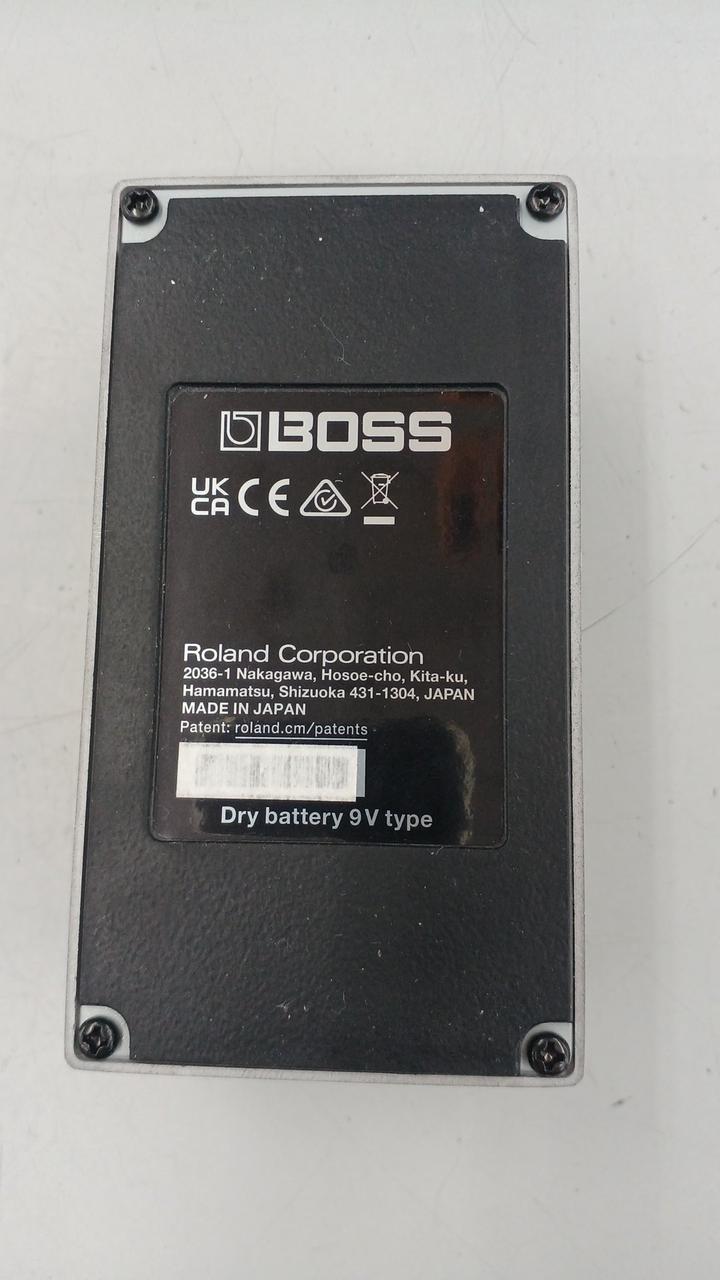 BOSS
UK
CA CE
Roland Corporation
2036-1 Nakagawa, Hosoe-cho, Kita-ku,
Hamamatsu, Shizuoka 431-1304, JAPAN
MADE IN JAPAN
Patent: roland.cm/patents
Dry battery 9V type